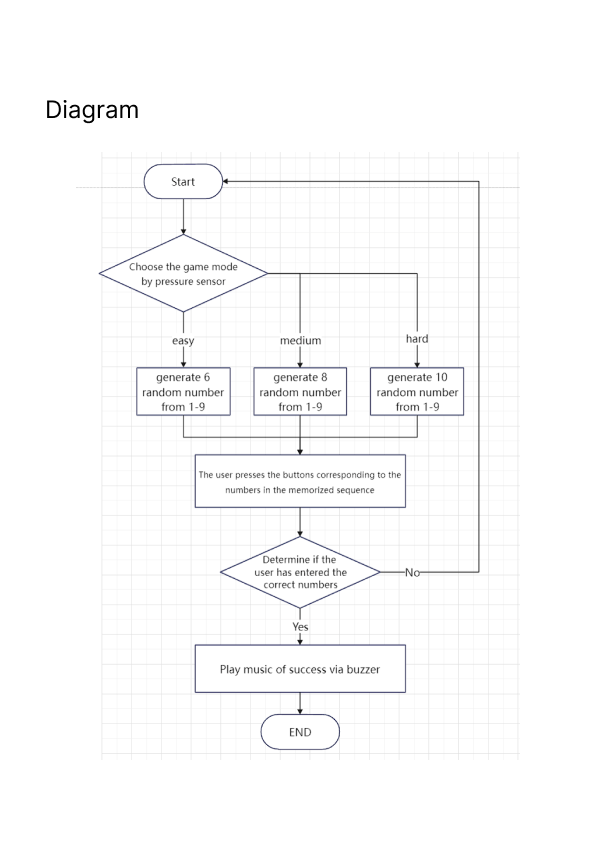 Diagram
Start
Choose the game mode
by pressure sensor
easy
medium
hard
generate 6
random number
from 1-9
generate 8
random number
from 1-9
generate 10
random number
from 1-9
The user presses the buttons corresponding to the
numbers in the memorized sequence
Determine if the
user has entered the
correct numbers
No
Yes
Play music of success via buzzer
END